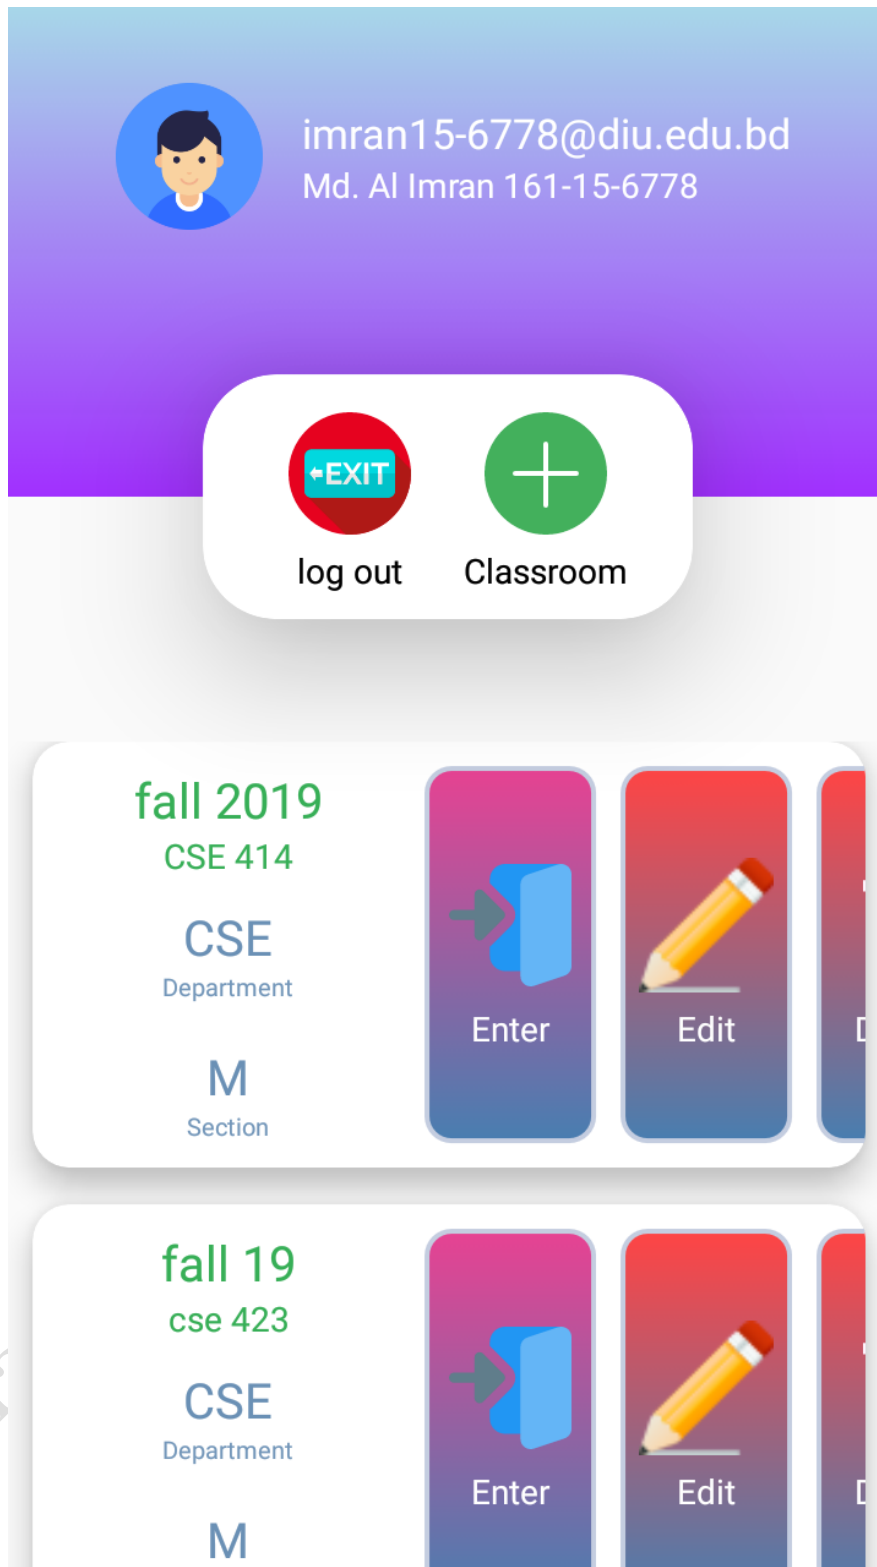 imran15-6778@diu.edu.bd
Md. Al Imran 161-15-6778
EXIT
log out
Classroom
fall 2019
CSE 414
CSE
Department
M
Section
Enter
Edit
fall 19
cse 423
CSE
Department
M
Enter
Edit